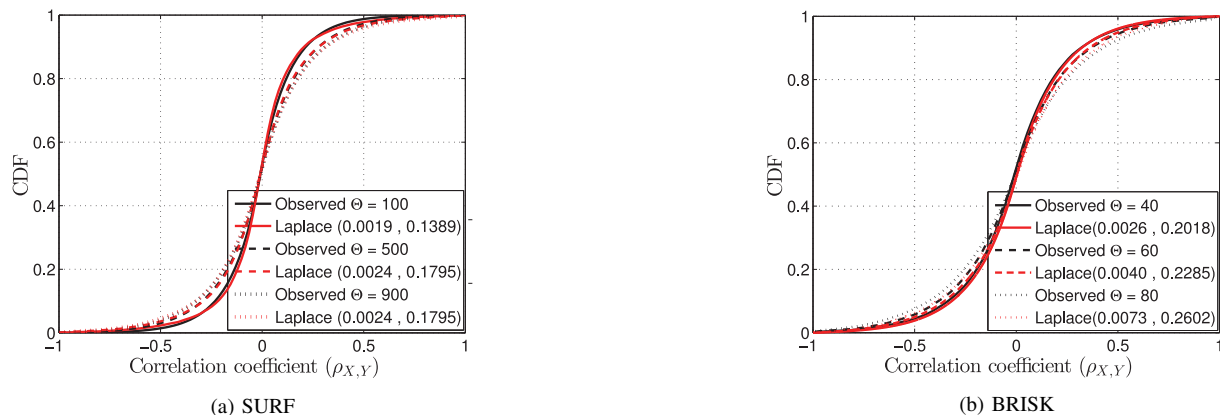 1
0.8
0.6
0.4
0.2
0
CDF
Observed Θ = 100
Laplace (0.0019 , 0.1389)
Observed Θ = 500
Laplace (0.0024 , 0.1795)
Observed Θ = 900
Laplace (0.0024 , 0.1795)
−1 −0.5 0 0.5 1
Correlation coefficient (ρX,Y)
(a) SURF
1
0.8
0.6
0.4
0.2
0
CDF
Observed Θ = 40
Laplace(0.0026 , 0.2018)
Observed Θ = 60
Laplace(0.0040 , 0.2285)
Observed Θ = 80
Laplace(0.0073 , 0.2602)
−1 −0.5 0 0.5 1
Correlation coefficient (ρX,Y)
(b) BRISK